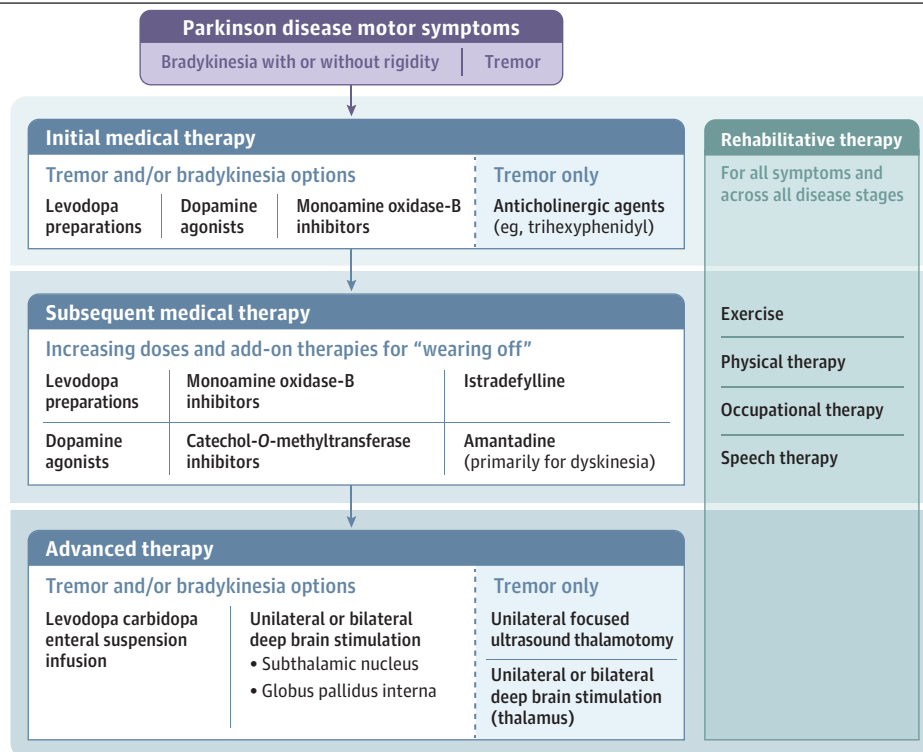 Parkinson disease motor symptoms
Bradykinesia with or without rigidity
Tremor
Initial medical therapy
Tremor and/or bradykinesia options
Levodopa
preparations
Dopamine
agonists
Monoamine oxidase-B
inhibitors
Tremor only
Anticholinergic agents
(eg, trihexyphenidyl)
Subsequent medical therapy
Increasing doses and add-on therapies for “wearing off”
Levodopa
preparations
Monoamine oxidase-B
inhibitors
Istradefylline
Dopamine
agonists
Catechol-O-methyltransferase
inhibitors
Amantadine
(primarily for dyskinesia)
Advanced therapy
Tremor and/or bradykinesia options
Levodopa carbidopa
enteral suspension
infusion
Unilateral or bilateral
deep brain stimulation
• Subthalamic nucleus
• Globus pallidus interna
Tremor only
Unilateral focused
ultrasound thalamotomy
Unilateral or bilateral
deep brain stimulation
(thalamus)
Rehabilitative therapy
For all symptoms and
across all disease stages
Exercise
Physical therapy
Occupational therapy
Speech therapy